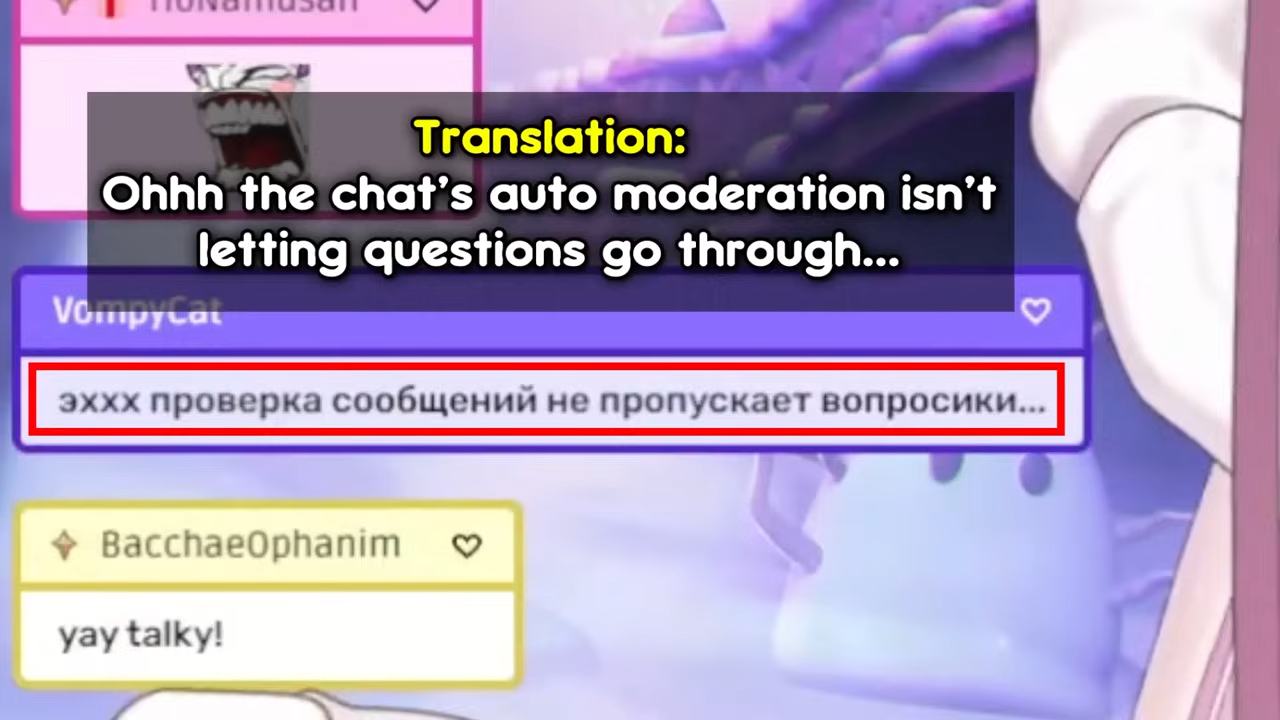 Translation:
Ohhh the chat's auto moderation isn't
letting questions go through...
VompyCat
эххх проверка сообщений не пропускает вопросики...
BacchaeOphanim
yay talky!